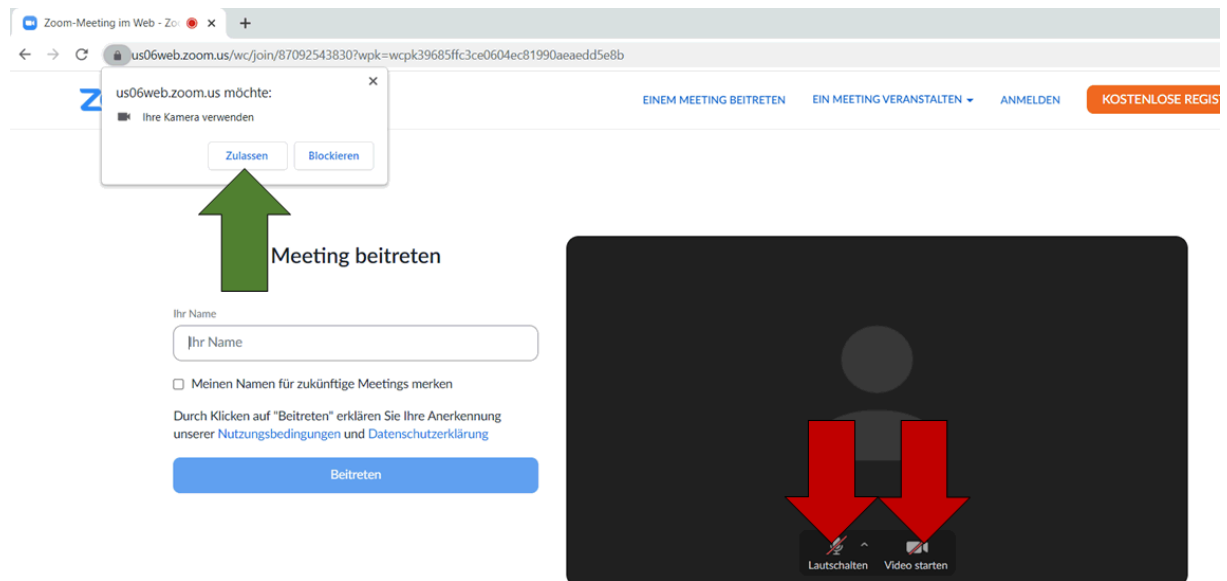 Zoom-Meeting im Web - Zo
us06web.zoom.us/wc/join/87092543830?wpk=wcpk39685ffc3ce0604ec81990aeaedd5e8b
us06web.zoom.us möchte:
Ihre Kamera verwenden
Zulassen Blockieren
EINEM MEETING BEITRETEN EIN MEETING VERANSTALTEN ANMELDEN KOSTENLOSE REGIS
Meeting beitreten
Ihr Name
Ihr Name
Meinen Namen für zukünftige Meetings merken
Durch Klicken auf "Beitreten" erklären Sie Ihre Anerkennung
unserer Nutzungsbedingungen und Datenschutzerklärung
Beitreten
Lautschalten Video starten